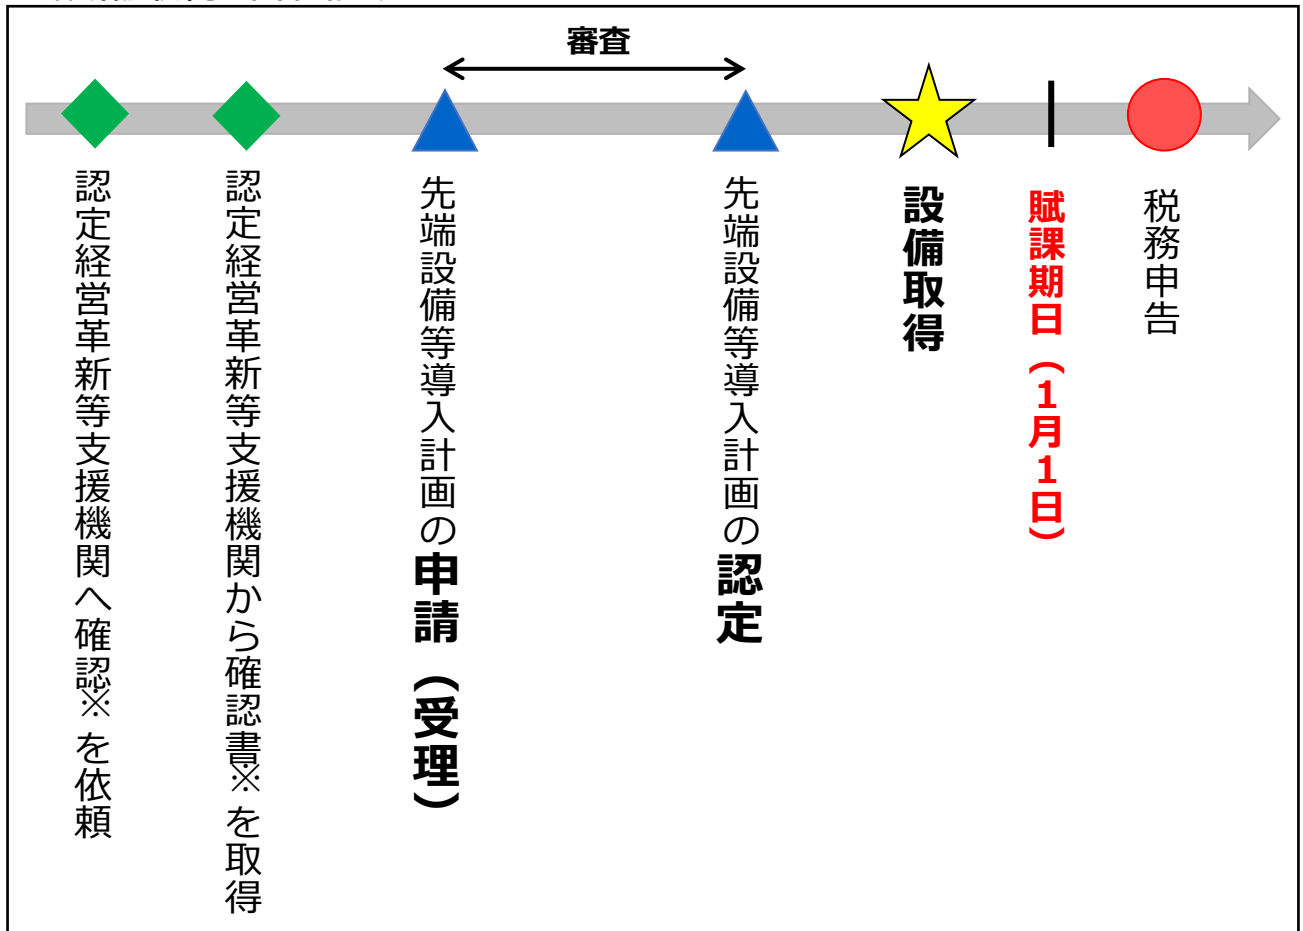 審査
認定経営革新等支援機関へ確認※を依頼
認定経営革新等支援機関から確認書※を取得
先端設備等導入計画の申請（受理）
先端設備等導入計画の認定
設備取得
賦課期日（1月1日）
税務申告